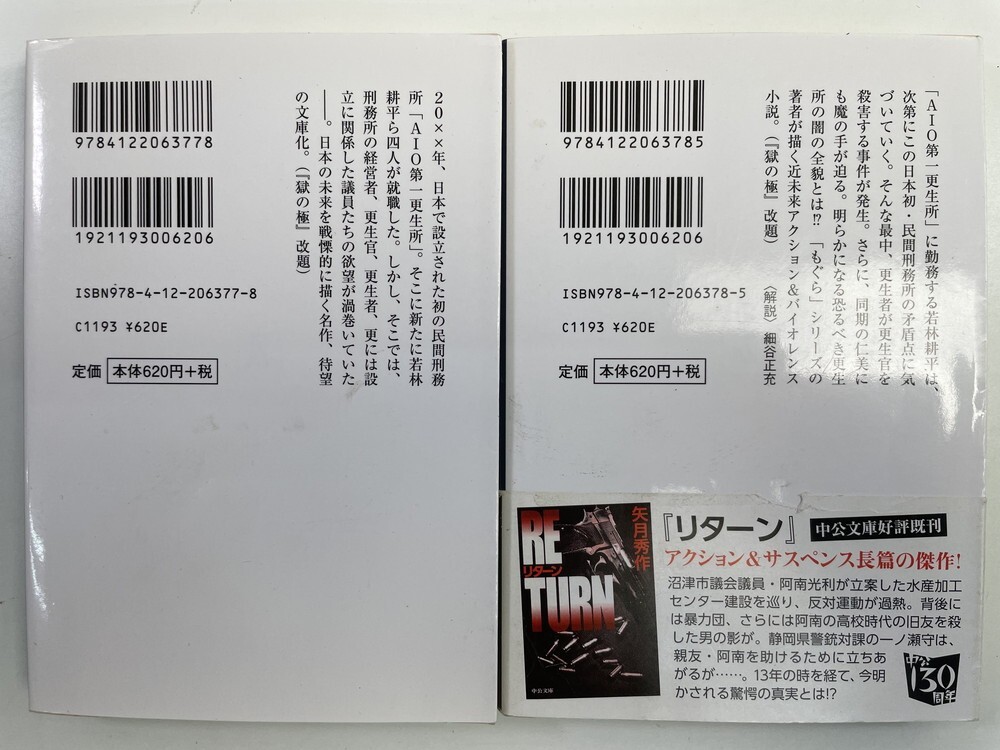 9784122063778
1921193006206
ISBN978-4-12-206377-8
C1193 ¥620E
定価 本体620円+税
20××年、日本で設立された初の民間刑務
所「AIO第一更生所」。そこに新たに若林
耕平ら四人が就職した。しかし、そこでは、
刑務所の経営者、更生官、更生者、更には設
立に関係した議員たちの欲望が渦巻いていた
――。日本の未来を戦慄的に描く名作、待望
の文庫化。(『獄の極』改題)
9784122063785
1921193006206
ISBN978-4-12-206378-5
C1193 ¥620E
定価 本体620円+税
「AIO第一更生所」に勤務する若林耕平は、
次第にこの日本初・民間刑務所の矛盾点に気
づいていく。そんな最中、更生者が更生官を
殺害する事件が発生。さらに、同期の仁美に
も魔の手が迫る。明らかになる恐るべき更生
所の闇の全貌とは!? 「もぐら」シリーズの
著者が描く近未来アクション&バイオレンス
小説。(『獄の極』改題) 〈解説〉細谷正充
矢月秀作
RE
リターン
TURN
中公文庫
『リターン』 中公文庫好評既刊
アクション&サスペンス長篇の傑作!
沼津市議会議員・阿南光利が立案した水産加工
センター建設を巡り、反対運動が過熱。背後に
は暴力団、さらには阿南の高校時代の旧友を殺
した男の影が。静岡県警銃対課の一ノ瀬守は、
親友・阿南を助けるために立ちあ
がるが……。13年の時を経て、今明
かされる驚愕の真実とは!?
中公
130
周年